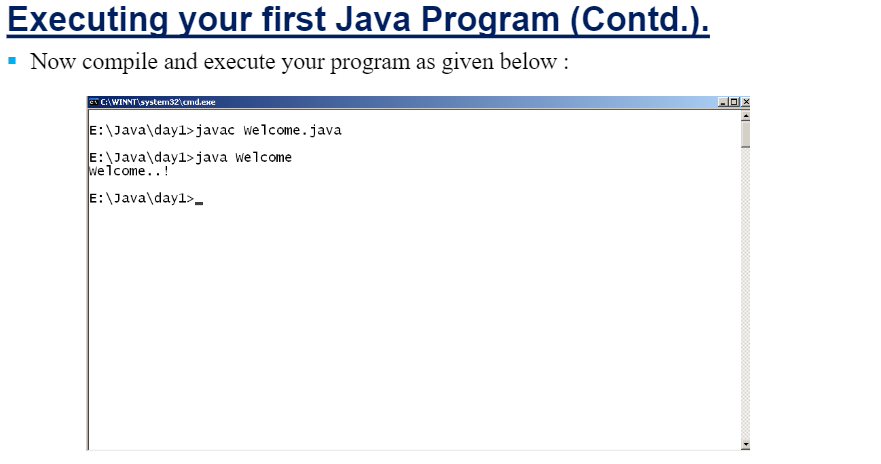 Executing your first Java Program (Contd.).
Now compile and execute your program as given below :
C:\WINNT\system32\cmd.exe
E:\Java\day1>javac Welcome.java
E:\Java\day1>java Welcome
Welcome..!
E:\Java\day1>_